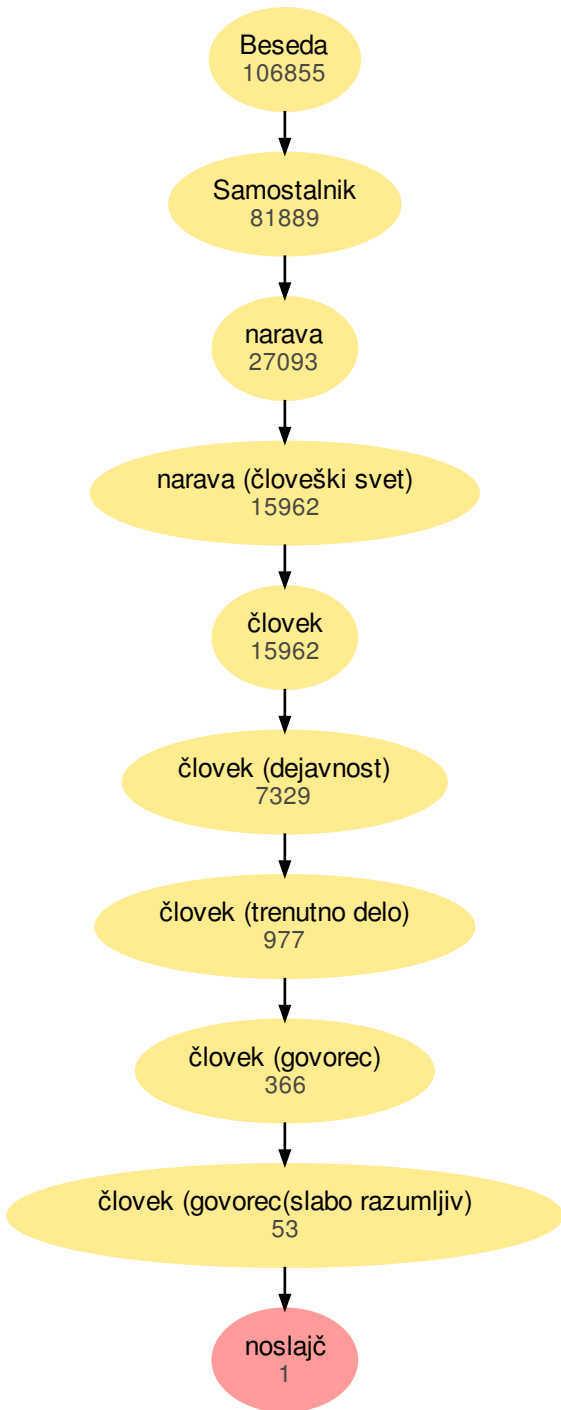 Beseda
106855
Samostalnik
81889
narava
27093
narava (človeški svet)
15962
človek
15962
človek (dejavnost)
7329
človek (trenutno delo)
977
človek (govorec)
366
človek (govorec(slabo razumljiv)
53
noslajč
1